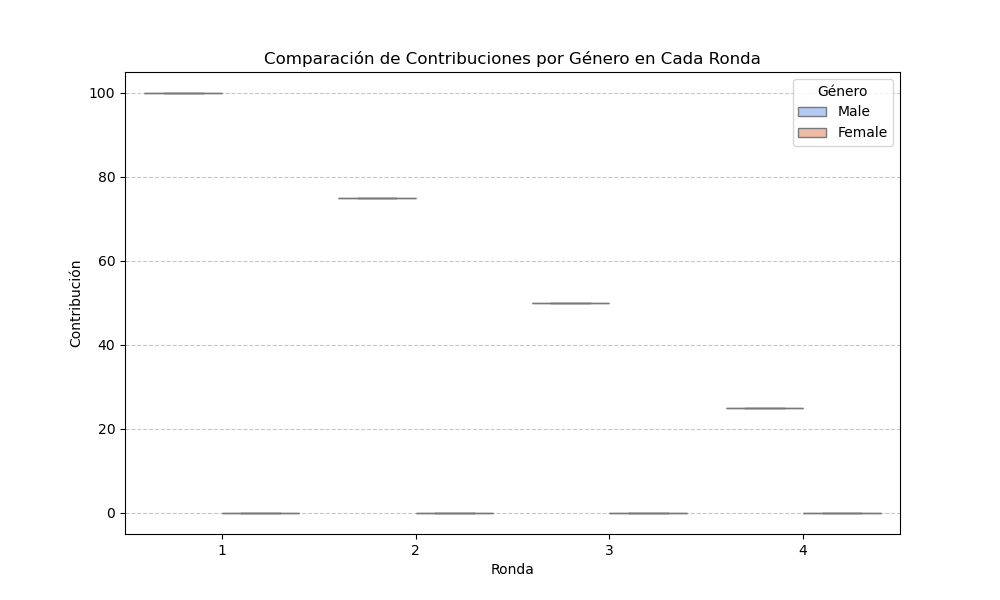 Comparación de Contribuciones por Género en Cada Ronda
Género
Male
Female
100
80
60
40
20
0
Contribución
1 2 3 4
Ronda